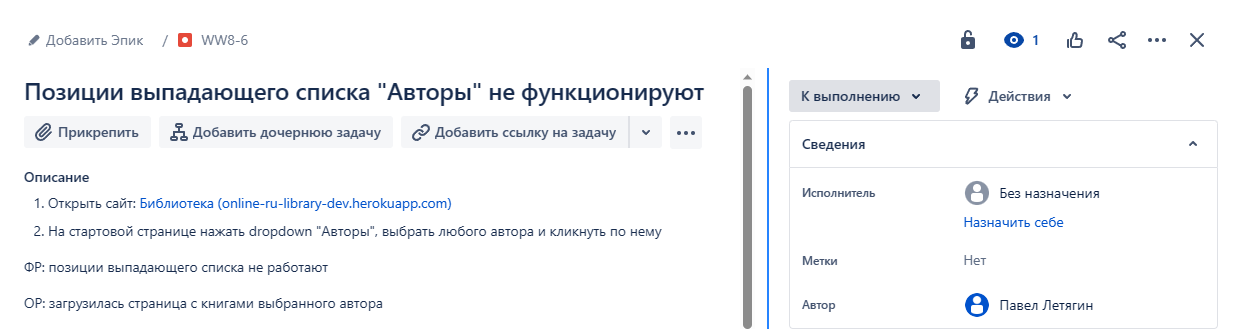 Добавить Эпик / WW8-6
1
Позиции выпадающего списка "Авторы" не функционируют
Прикрепить
Добавить дочернюю задачу
Добавить ссылку на задачу
Описание
1. Открыть сайт: Библиотека (online-ru-library-dev.herokuapp.com)
2. На стартовой странице нажать dropdown "Авторы", выбрать любого автора и кликнуть по нему
ФР: позиции выпадающего списка не работают
ОР: загрузилась страница с книгами выбранного автора
К выполнению
Действия
Сведения
Исполнитель
Без назначения
Назначить себе
Метки
Нет
Автор
Павел Летягин